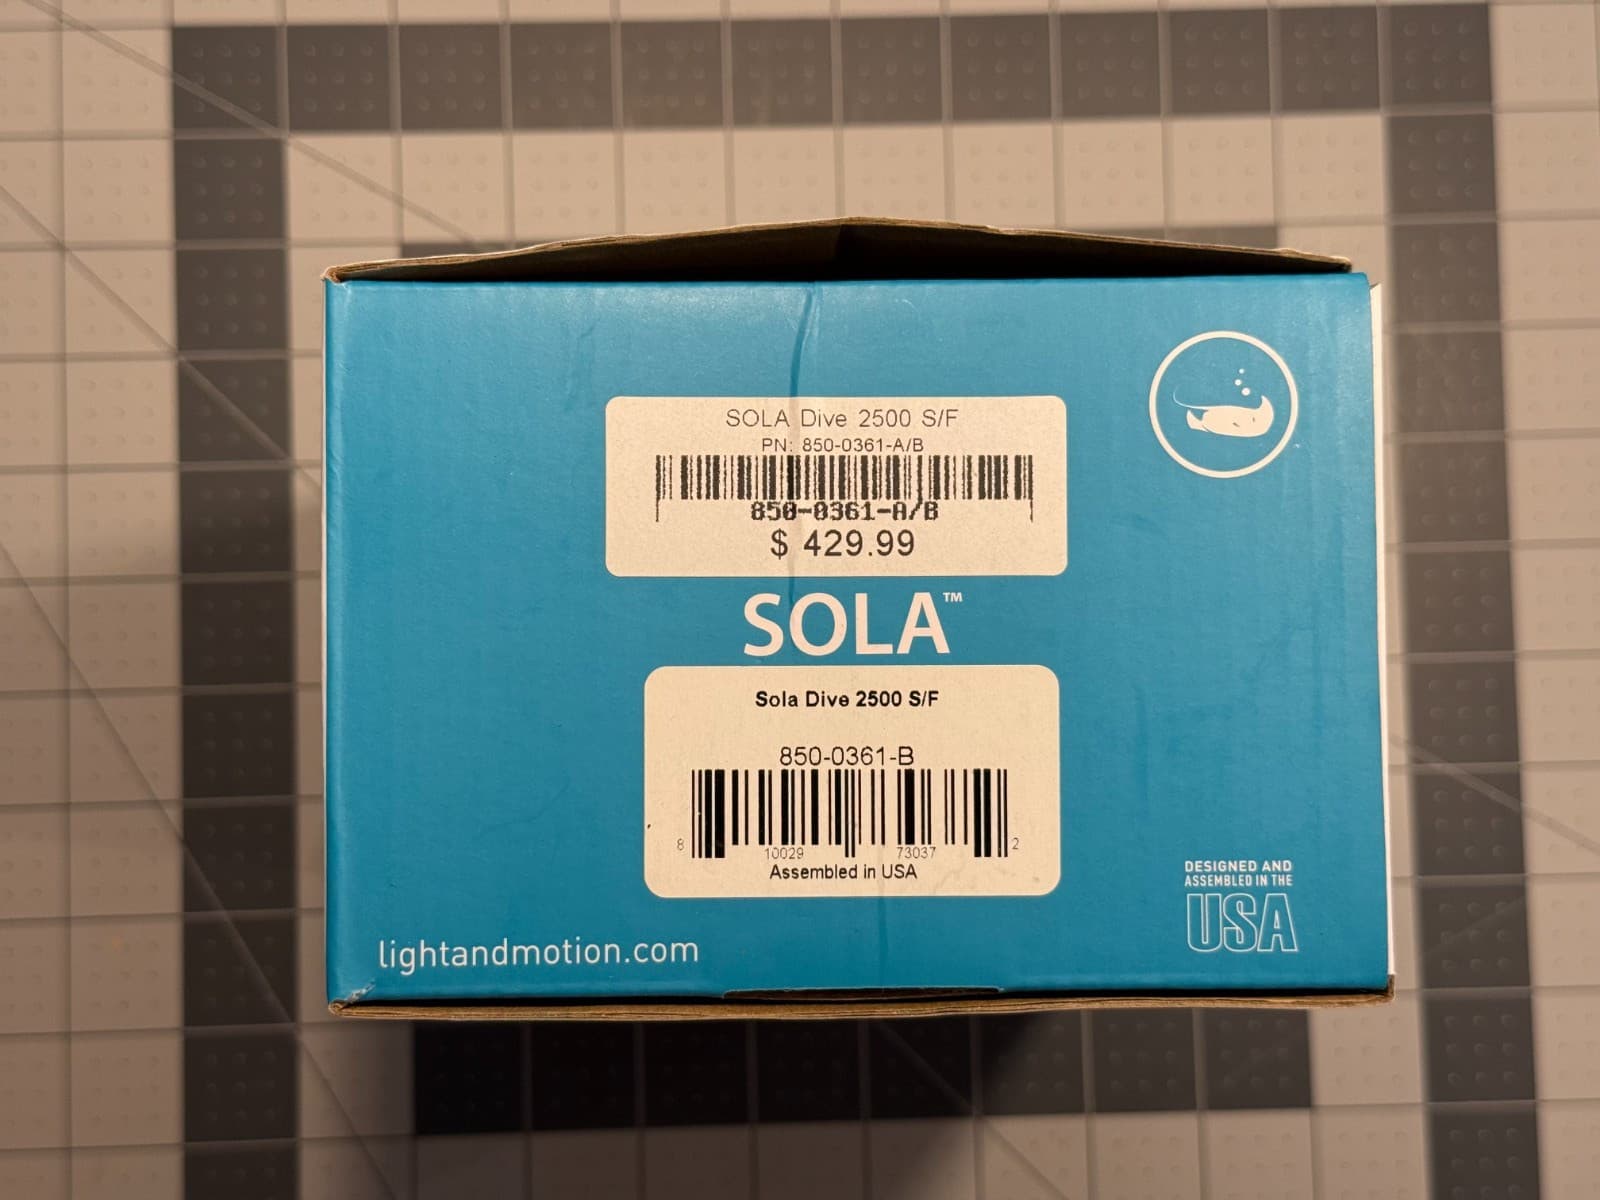 SOLA Dive 2500 S/F
PN: 850-0361-A/B
850-0361-A/B
$ 429.99
SOLA™
Sola Dive 2500 S/F
850-0361-B
8 10029 73037 2
Assembled in USA
DESIGNED AND
ASSEMBLED IN THE
USA
lightandmotion.com